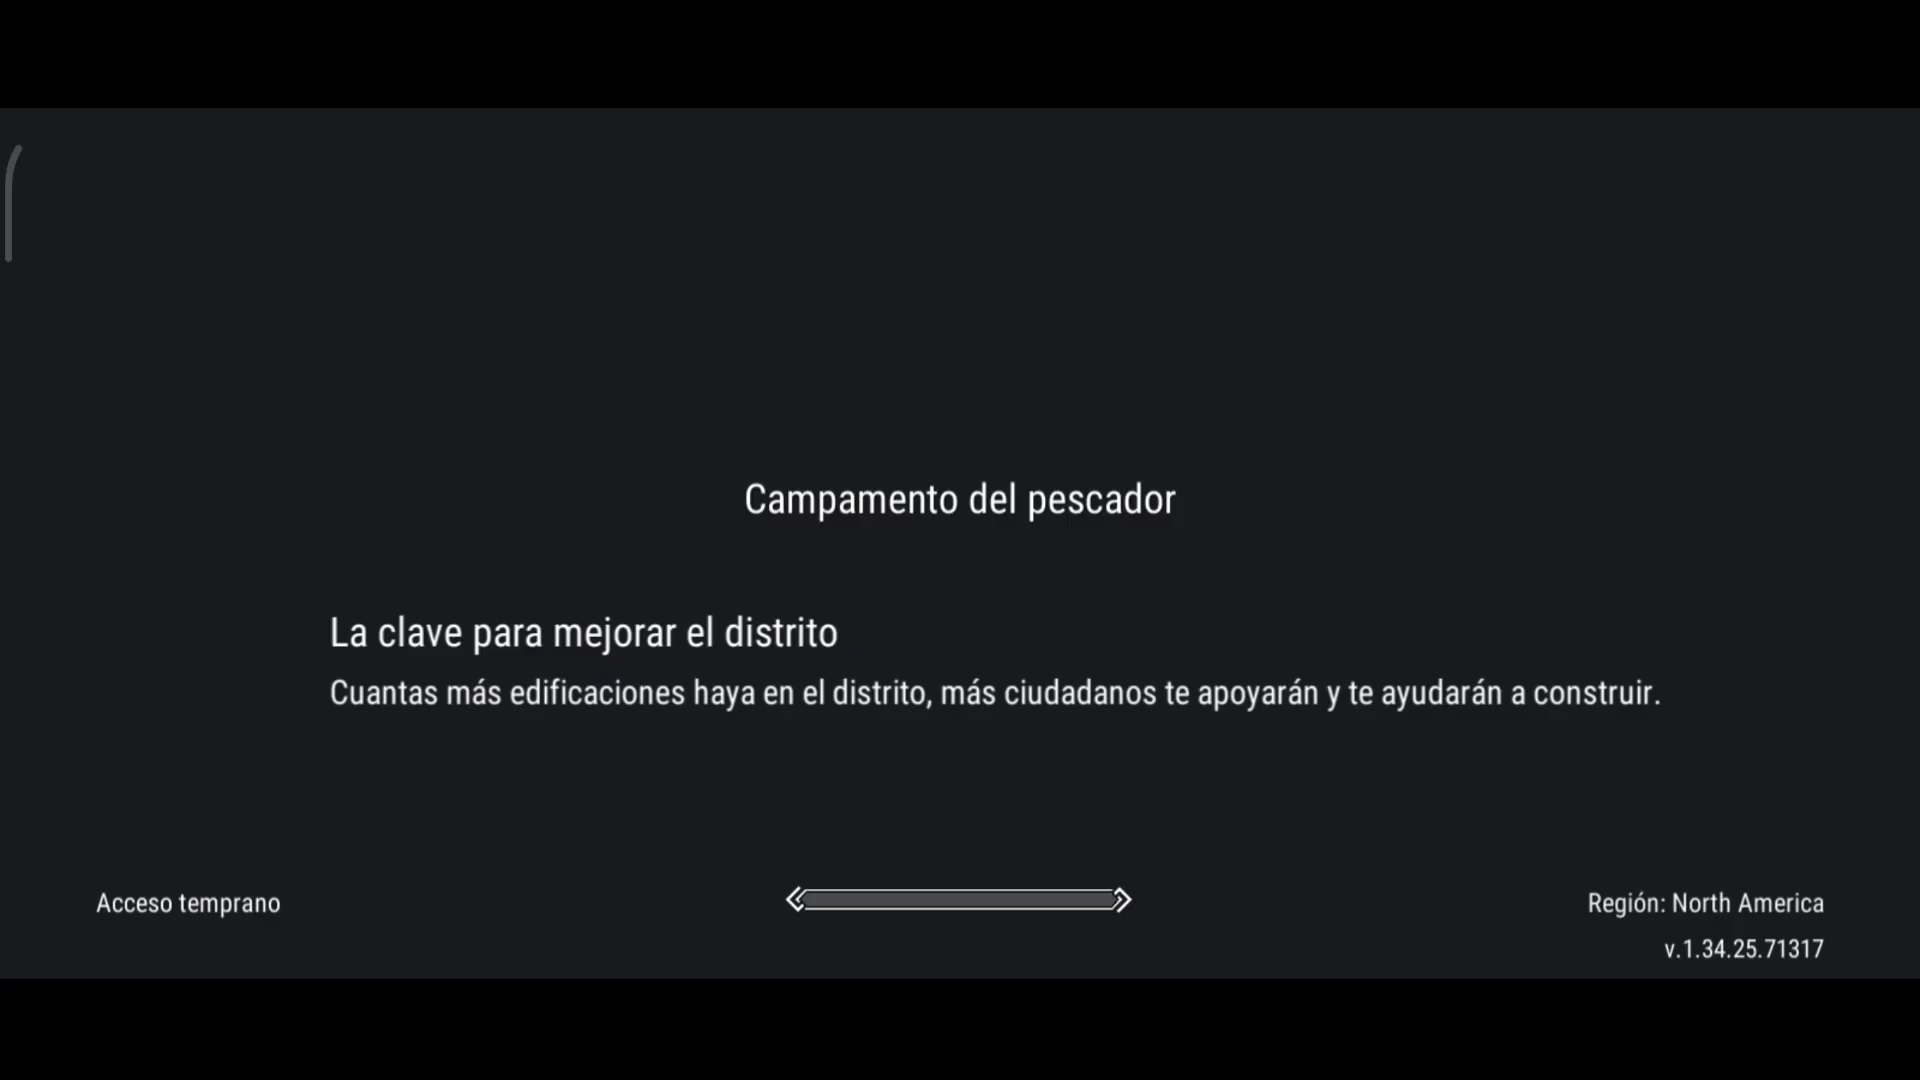 Campamento del pescador
La clave para mejorar el distrito
Cuantas más edificaciones haya en el distrito, más ciudadanos te apoyarán y te ayudarán a construir.
Acceso temprano
Región: North America
v.1.34.25.71317